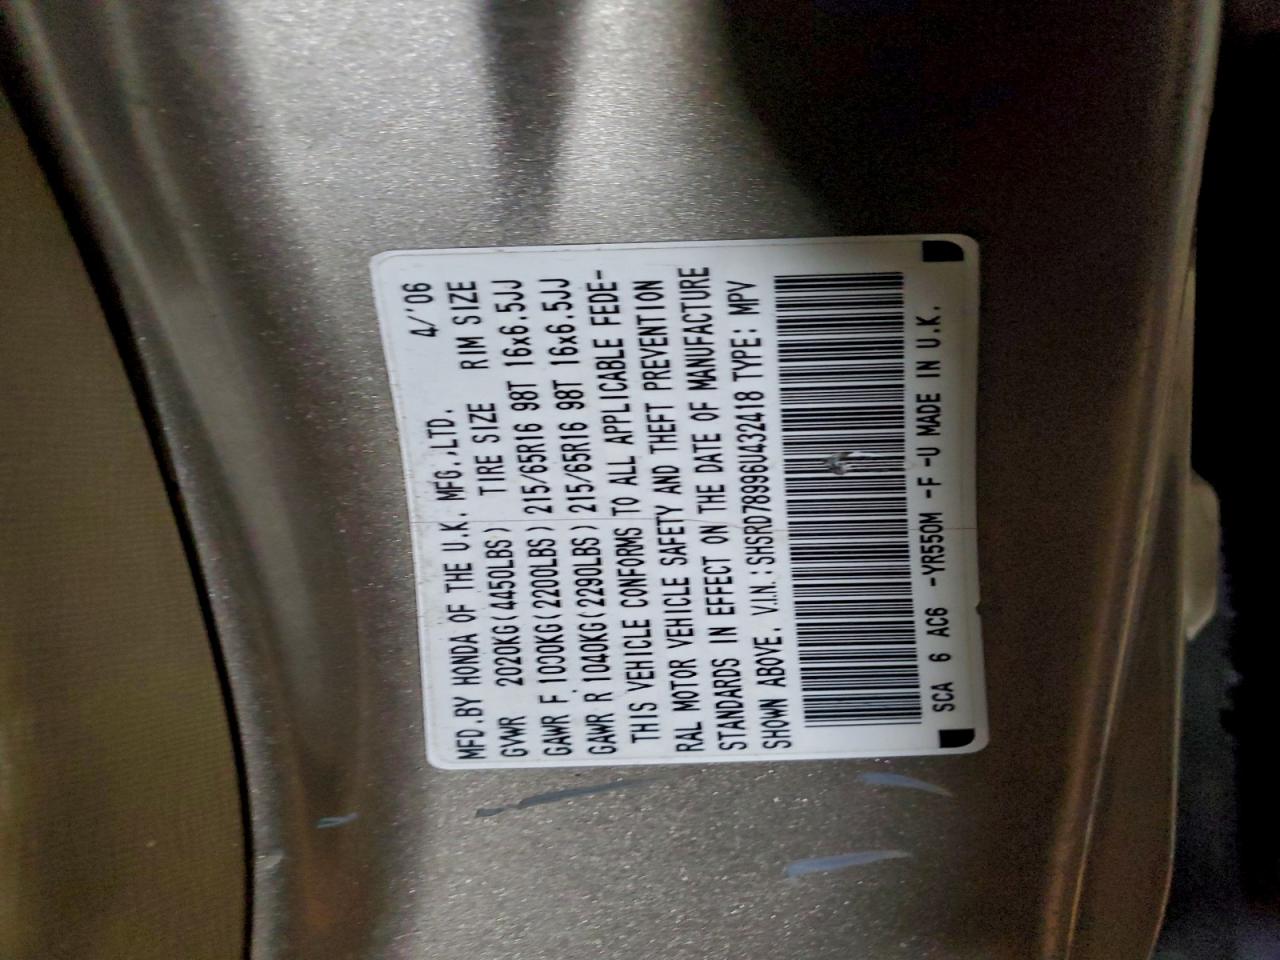 4/'06
MFD.BY HONDA OF THE U.K. MFG.,LTD.
TIRE SIZE RIM SIZE
GVWR 2020KG(4450LBS)
GAWR F 1000KG(2200LBS) 215/65R16 98T 16x6.5JJ
GAWR R 1040KG(2290LBS) 215/65R16 98T 16x6.5JJ
THIS VEHICLE CONFORMS TO ALL APPLICABLE FEDE-
RAL MOTOR VEHICLE SAFETY AND THEFT PREVENTION
STANDARDS IN EFFECT ON THE DATE OF MANUFACTURE
SHOWN ABOVE. V.I.N.:SHSRD78996U432418 TYPE: MPV
SCA 6 AC6 -YR550M -F -U MADE IN U.K.